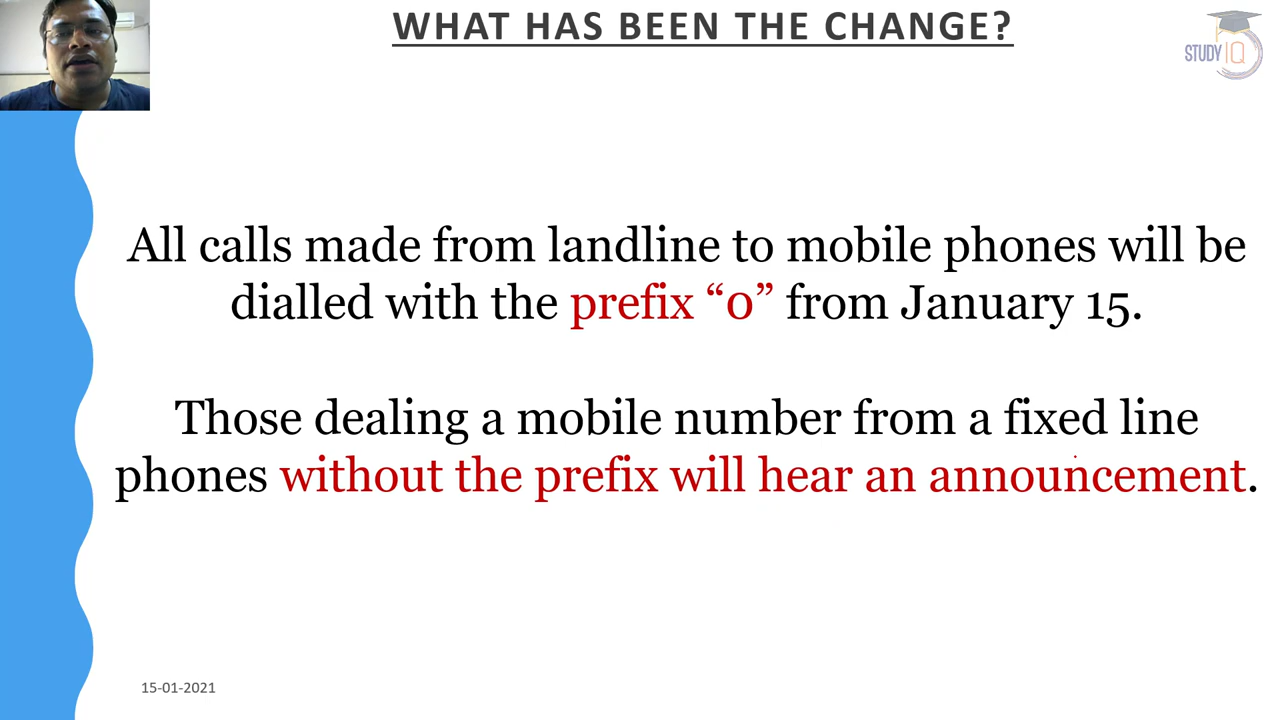 WHAT HAS BEEN THE CHANGE?
STUDY IQ
All calls made from landline to mobile phones will be
dialled with the prefix “0” from January 15.
Those dealing a mobile number from a fixed line
phones without the prefix will hear an announcement.
15-01-2021